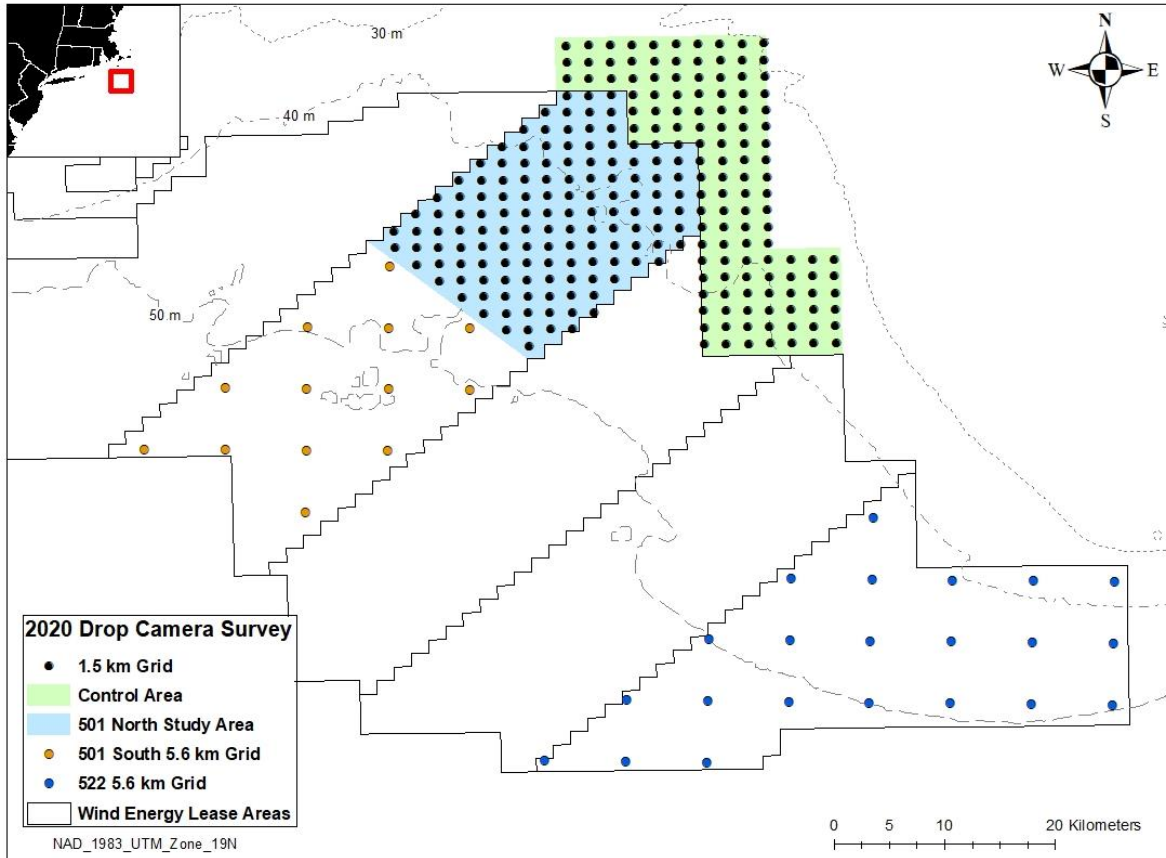 30 m
N
W E
S
40 m
50 m
2020 Drop Camera Survey
1.5 km Grid
Control Area
501 North Study Area
501 South 5.6 km Grid
522 5.6 km Grid
Wind Energy Lease Areas
NAD_1983_UTM_Zone_19N
0 5 10 20 Kilometers